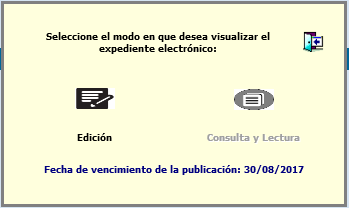 Seleccione el modo en que desea visualizar el
expediente electrónico:
Edición
Consulta y Lectura
Fecha de vencimiento de la publicación: 30/08/2017